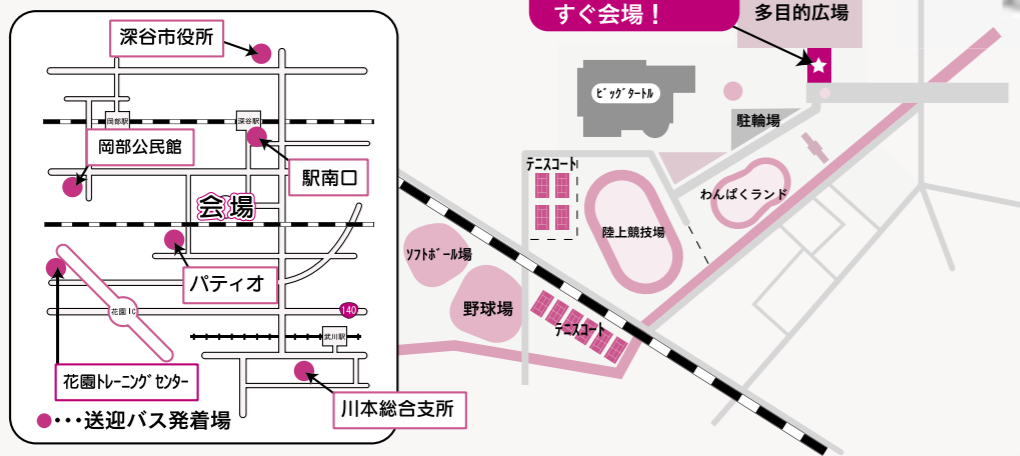 深谷市役所
岡部駅
深谷駅
岡部公民館
駅南口
会場
パティオ
花園IC
140
武川駅
花園トレーニングセンター
川本総合支所
●・・・送迎バス発着場
すぐ会場！
多目的広場
ビッグタートル
駐輪場
テニスコート
わんぱくランド
陸上競技場
ソフトボール場
野球場
テニスコート